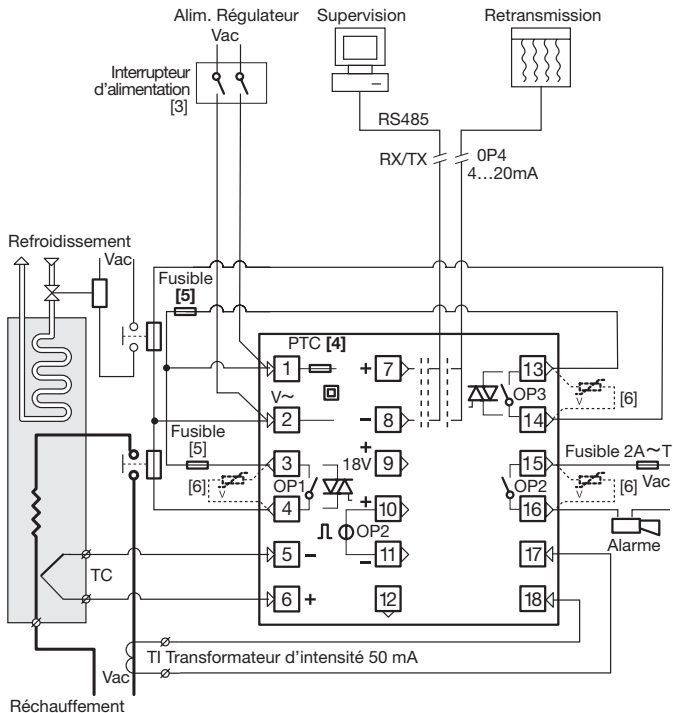 Alim. Régulateur
Vac
Supervision
Retransmission
Interrupteur
d'alimentation
[3]
RS485
RX/TX
0P4
4...20mA
Refroidissement
Vac
Fusible
[5]
PTC [4]
1
+ 7
13
OP3
[6]
V~
2
- 8
14
Fusible
[5]
3
+
18V 9
15
Fusible 2A~T
Vac
[6]
OP1
OP2
[6]
4
+
10
16
OP2
Alarme
5 -
- 11
17
TC
6 +
12
18
TI Transformateur d'intensité 50 mA
Vac
Réchauffement
V
V
V